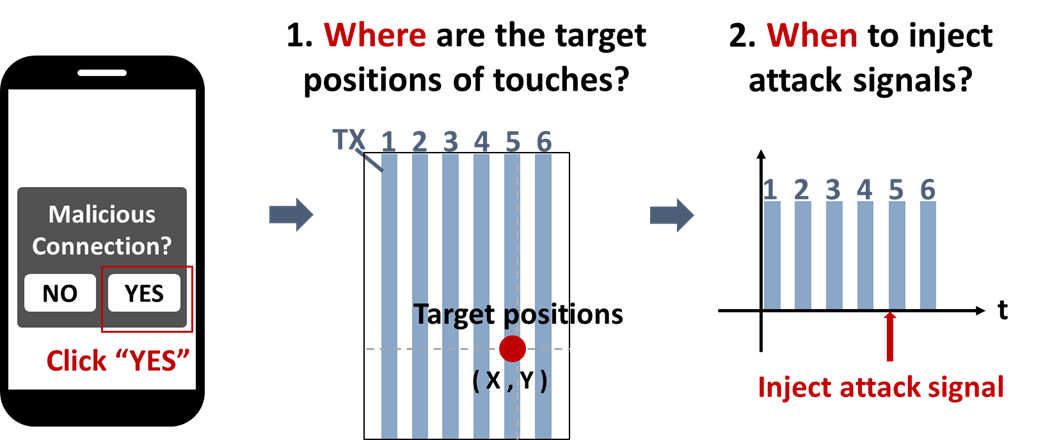 Malicious
Connection?
NO YES
Click “YES”
1. Where are the target
positions of touches?
TX 1 2 3 4 5 6
Target positions
( X , Y )
2. When to inject
attack signals?
1 2 3 4 5 6
t
Inject attack signal